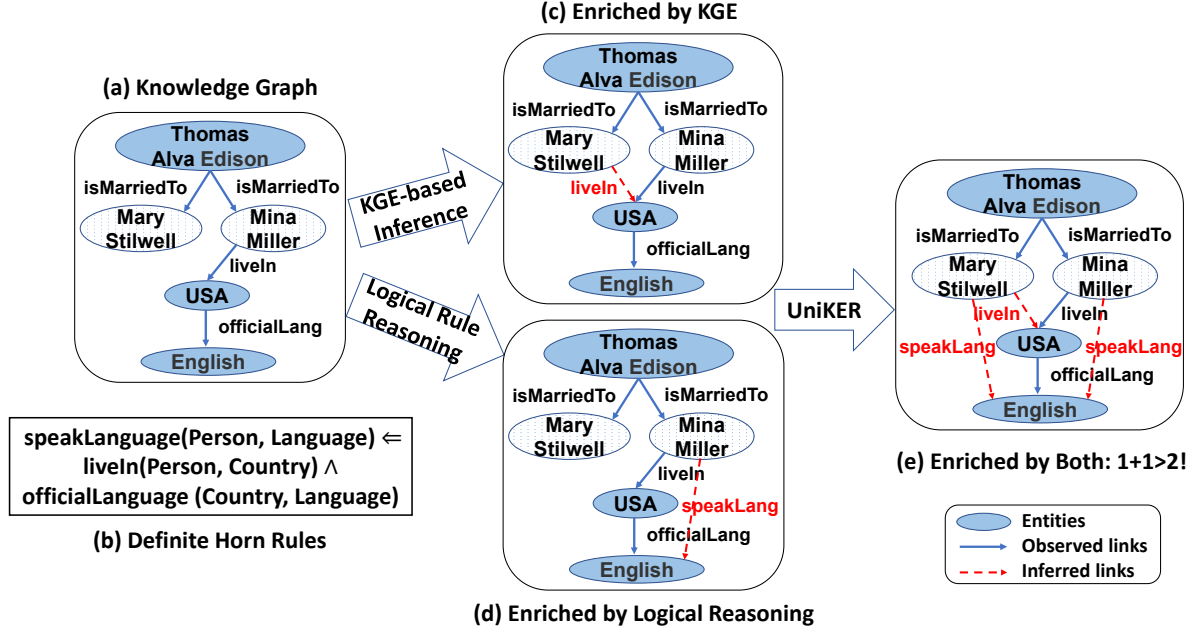 (a) Knowledge Graph
Thomas
Alva Edison
isMarriedTo
isMarriedTo
Mary
Stilwell
Mina
Miller
liveIn
USA
officialLang
English
speakLanguage(Person, Language) ⇐
liveIn(Person, Country) ∧
officialLanguage (Country, Language)
(b) Definite Horn Rules
KGE-based
Inference
Logical Rule
Reasoning
(c) Enriched by KGE
Thomas
Alva Edison
isMarriedTo
isMarriedTo
Mary
Stilwell
Mina
Miller
liveIn
liveIn
USA
officialLang
English
Thomas
Alva Edison
isMarriedTo
isMarriedTo
Mary
Stilwell
Mina
Miller
liveIn
USA
speakLang
officialLang
English
(d) Enriched by Logical Reasoning
UniKER
Thomas
Alva Edison
isMarriedTo
isMarriedTo
Mary
Stilwell
Mina
Miller
liveIn
liveIn
speakLang
USA
speakLang
officialLang
English
(e) Enriched by Both: 1+1>2!
Entities
Observed links
Inferred links